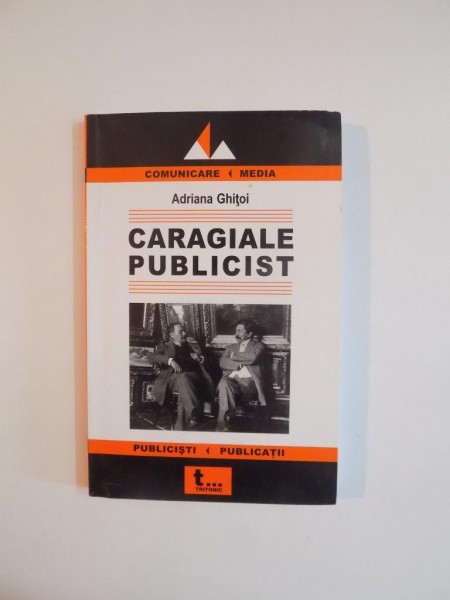 COMUNICARE MEDIA
Adriana Ghiţoi
CARAGIALE
PUBLICIST
PUBLICIŞTI PUBLICAŢII
t...
TRITONIC